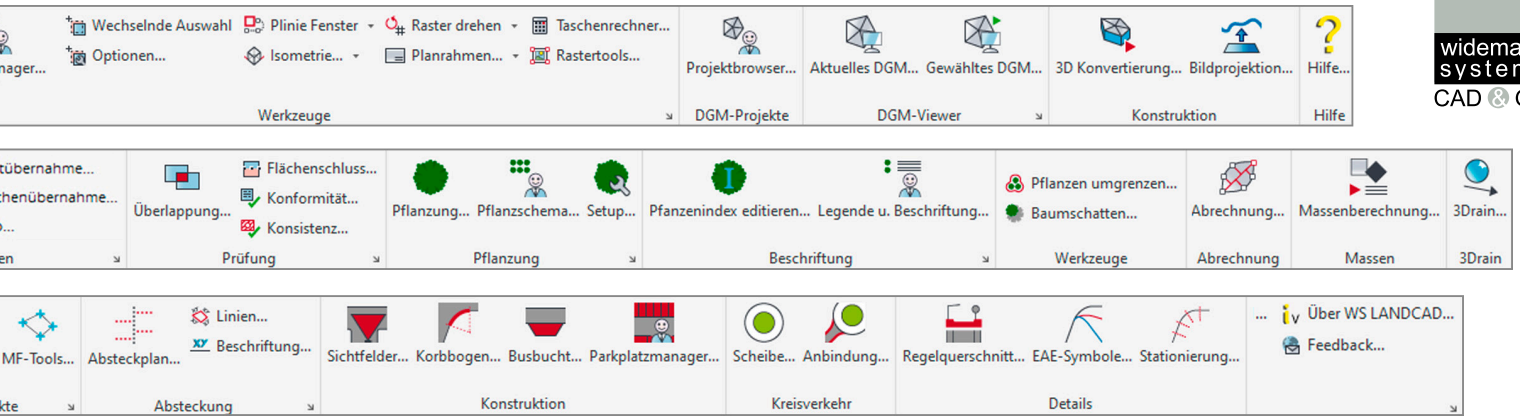 Wechselnde Auswahl Plinie Fenster Raster drehen Taschenrechner...
nager... Optionen... Isometrie... Planrahmen... Rastertools... Projektbrowser... Aktuelles DGM... Gewähltes DGM... 3D Konvertierung... Bildprojektion... Hilfe...
Werkzeuge DGM-Projekte DGM-Viewer Konstruktion Hilfe
widema
system
CAD & G
tübernahme... Flächenschluss...
chenübernahme... Überlappung... Konformität... Pflanzung... Pflanzschema... Setup... Pfanzenindex editieren... Legende u. Beschriftung... Pflanzen umgrenzen... Baumschatten... Abrechnung... Massenberechnung... 3Drain...
... Konsistenz...
en Prüfung Pflanzung Beschriftung Werkzeuge Abrechnung Massen 3Drain
MF-Tools... Absteckplan... Linien... Sichtfelder... Korbbogen... Busbucht... Parkplatzmanager... Scheibe... Anbindung... Regelquerschnitt... EAE-Symbole... Stationierung... ... Über WS LANDCAD...
Beschriftung... Feedback...
kte Absteckung Konstruktion Kreisverkehr Details